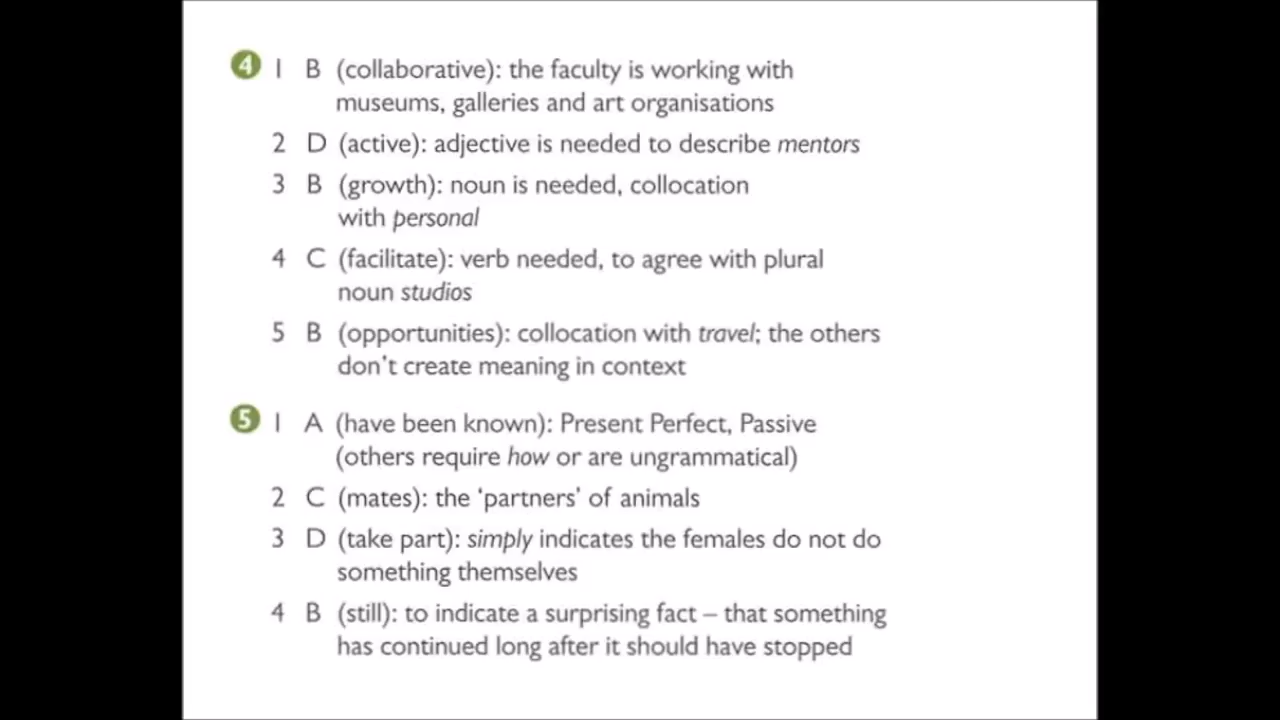 4 1 B (collaborative): the faculty is working with
museums, galleries and art organisations
2 D (active): adjective is needed to describe mentors
3 B (growth): noun is needed, collocation
with personal
4 C (facilitate): verb needed, to agree with plural
noun studios
5 B (opportunities): collocation with travel; the others
don't create meaning in context
5 1 A (have been known): Present Perfect, Passive
(others require how or are ungrammatical)
2 C (mates): the 'partners' of animals
3 D (take part): simply indicates the females do not do
something themselves
4 B (still): to indicate a surprising fact – that something
has continued long after it should have stopped